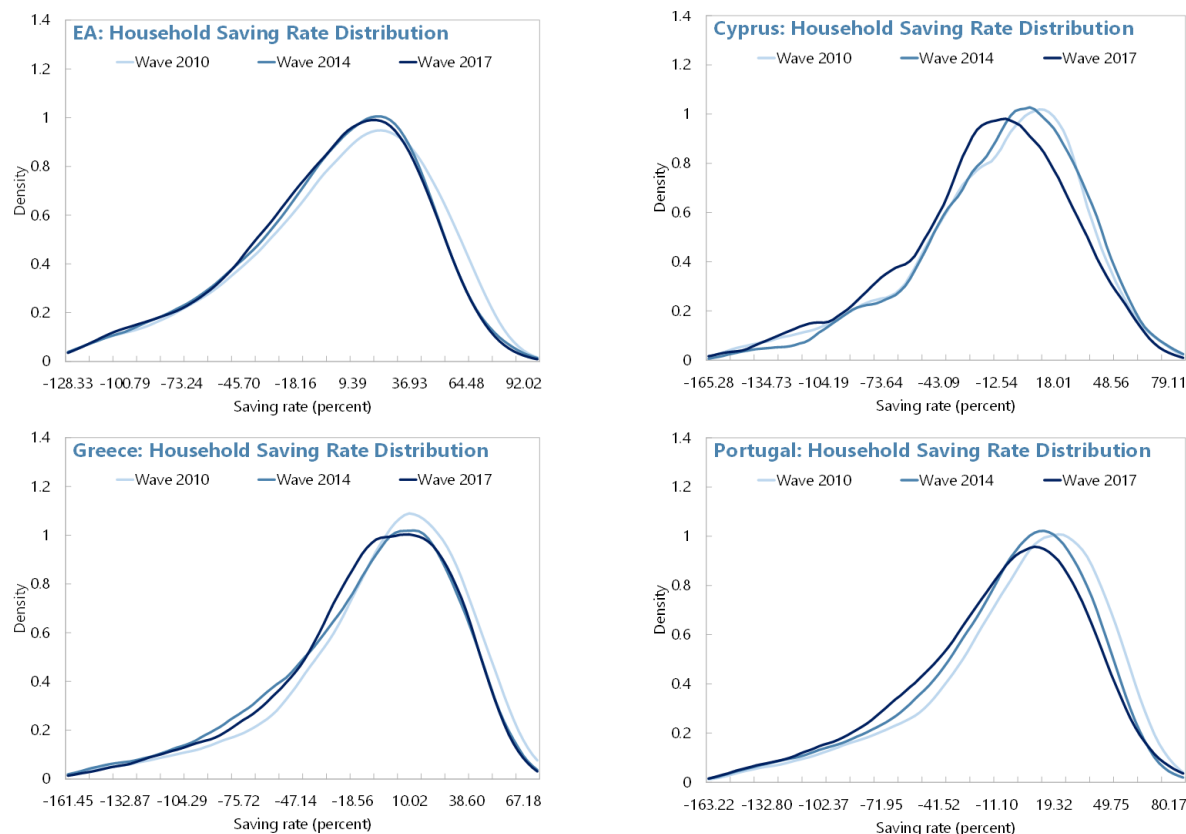 EA: Household Saving Rate Distribution
Wave 2010 Wave 2014 Wave 2017
1.4
1.2
1
0.8
0.6
0.4
0.2
0
Density
-128.33 -100.79 -73.24 -45.70 -18.16 9.39 36.93 64.48 92.02
Saving rate (percent)
Cyprus: Household Saving Rate Distribution
Wave 2010 Wave 2014 Wave 2017
1.4
1.2
1
0.8
0.6
0.4
0.2
0
Density
-165.28 -134.73 -104.19 -73.64 -43.09 -12.54 18.01 48.56 79.11
Saving rate (percent)
Greece: Household Saving Rate Distribution
Wave 2010 Wave 2014 Wave 2017
1.4
1.2
1
0.8
0.6
0.4
0.2
0
Density
-161.45 -132.87 -104.29 -75.72 -47.14 -18.56 10.02 38.60 67.18
Saving rate (percent)
Portugal: Household Saving Rate Distribution
Wave 2010 Wave 2014 Wave 2017
1.4
1.2
1
0.8
0.6
0.4
0.2
0
Density
-163.22 -132.80 -102.37 -71.95 -41.52 -11.10 19.32 49.75 80.17
Saving rate (percent)